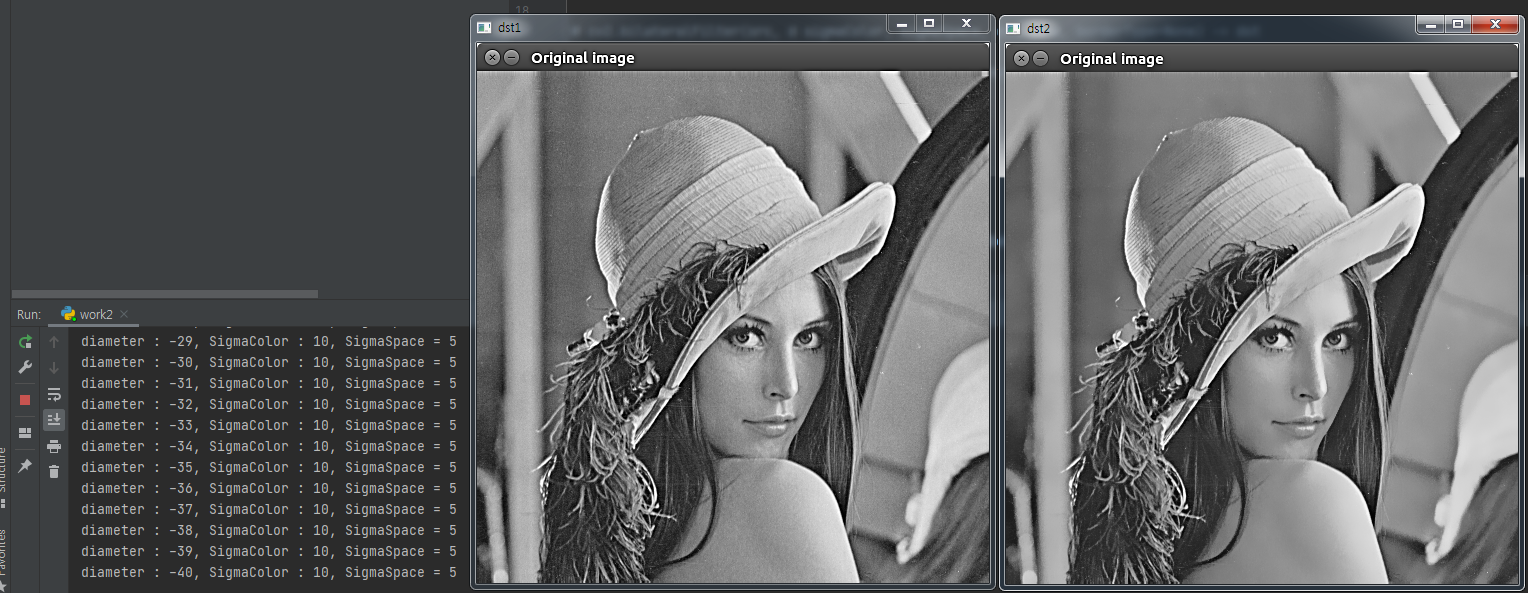 18
dst1
dst2
Original image
Original image
Run:
work2
diameter : -29, SigmaColor : 10, SigmaSpace = 5
diameter : -30, SigmaColor : 10, SigmaSpace = 5
diameter : -31, SigmaColor : 10, SigmaSpace = 5
diameter : -32, SigmaColor : 10, SigmaSpace = 5
diameter : -33, SigmaColor : 10, SigmaSpace = 5
diameter : -34, SigmaColor : 10, SigmaSpace = 5
diameter : -35, SigmaColor : 10, SigmaSpace = 5
diameter : -36, SigmaColor : 10, SigmaSpace = 5
diameter : -37, SigmaColor : 10, SigmaSpace = 5
diameter : -38, SigmaColor : 10, SigmaSpace = 5
diameter : -39, SigmaColor : 10, SigmaSpace = 5
diameter : -40, SigmaColor : 10, SigmaSpace = 5
Structure
Favorites